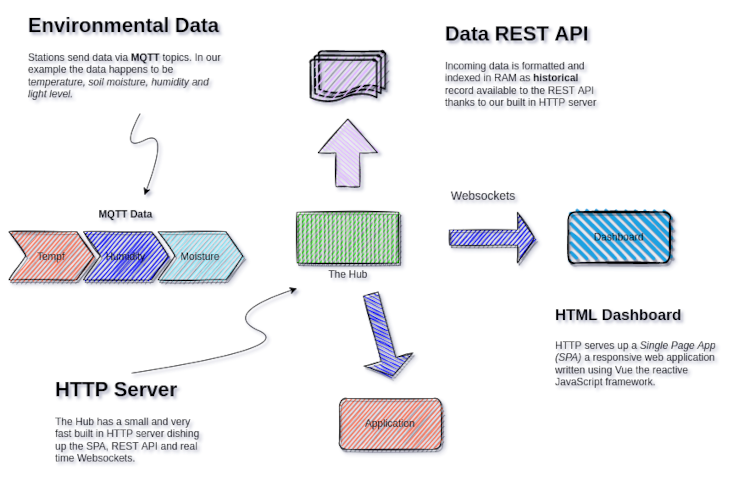 Environmental Data
Stations send data via MQTT topics. In our
example the data happens to be
temperature, soil moisture, humidity and
light level.
Data REST API
Incoming data is formatted and
indexed in RAM as historical
record available to the REST API
thanks to our built in HTTP server
MQTT Data
Tempf
Humidity
Moisture
The Hub
Websockets
Dashboard
HTML Dashboard
HTTP serves up a Single Page App
(SPA) a responsive web application
written using Vue the reactive
JavaScript framework.
HTTP Server
The Hub has a small and very
fast built in HTTP server dishing
up the SPA, REST API and real
time Websockets.
Application